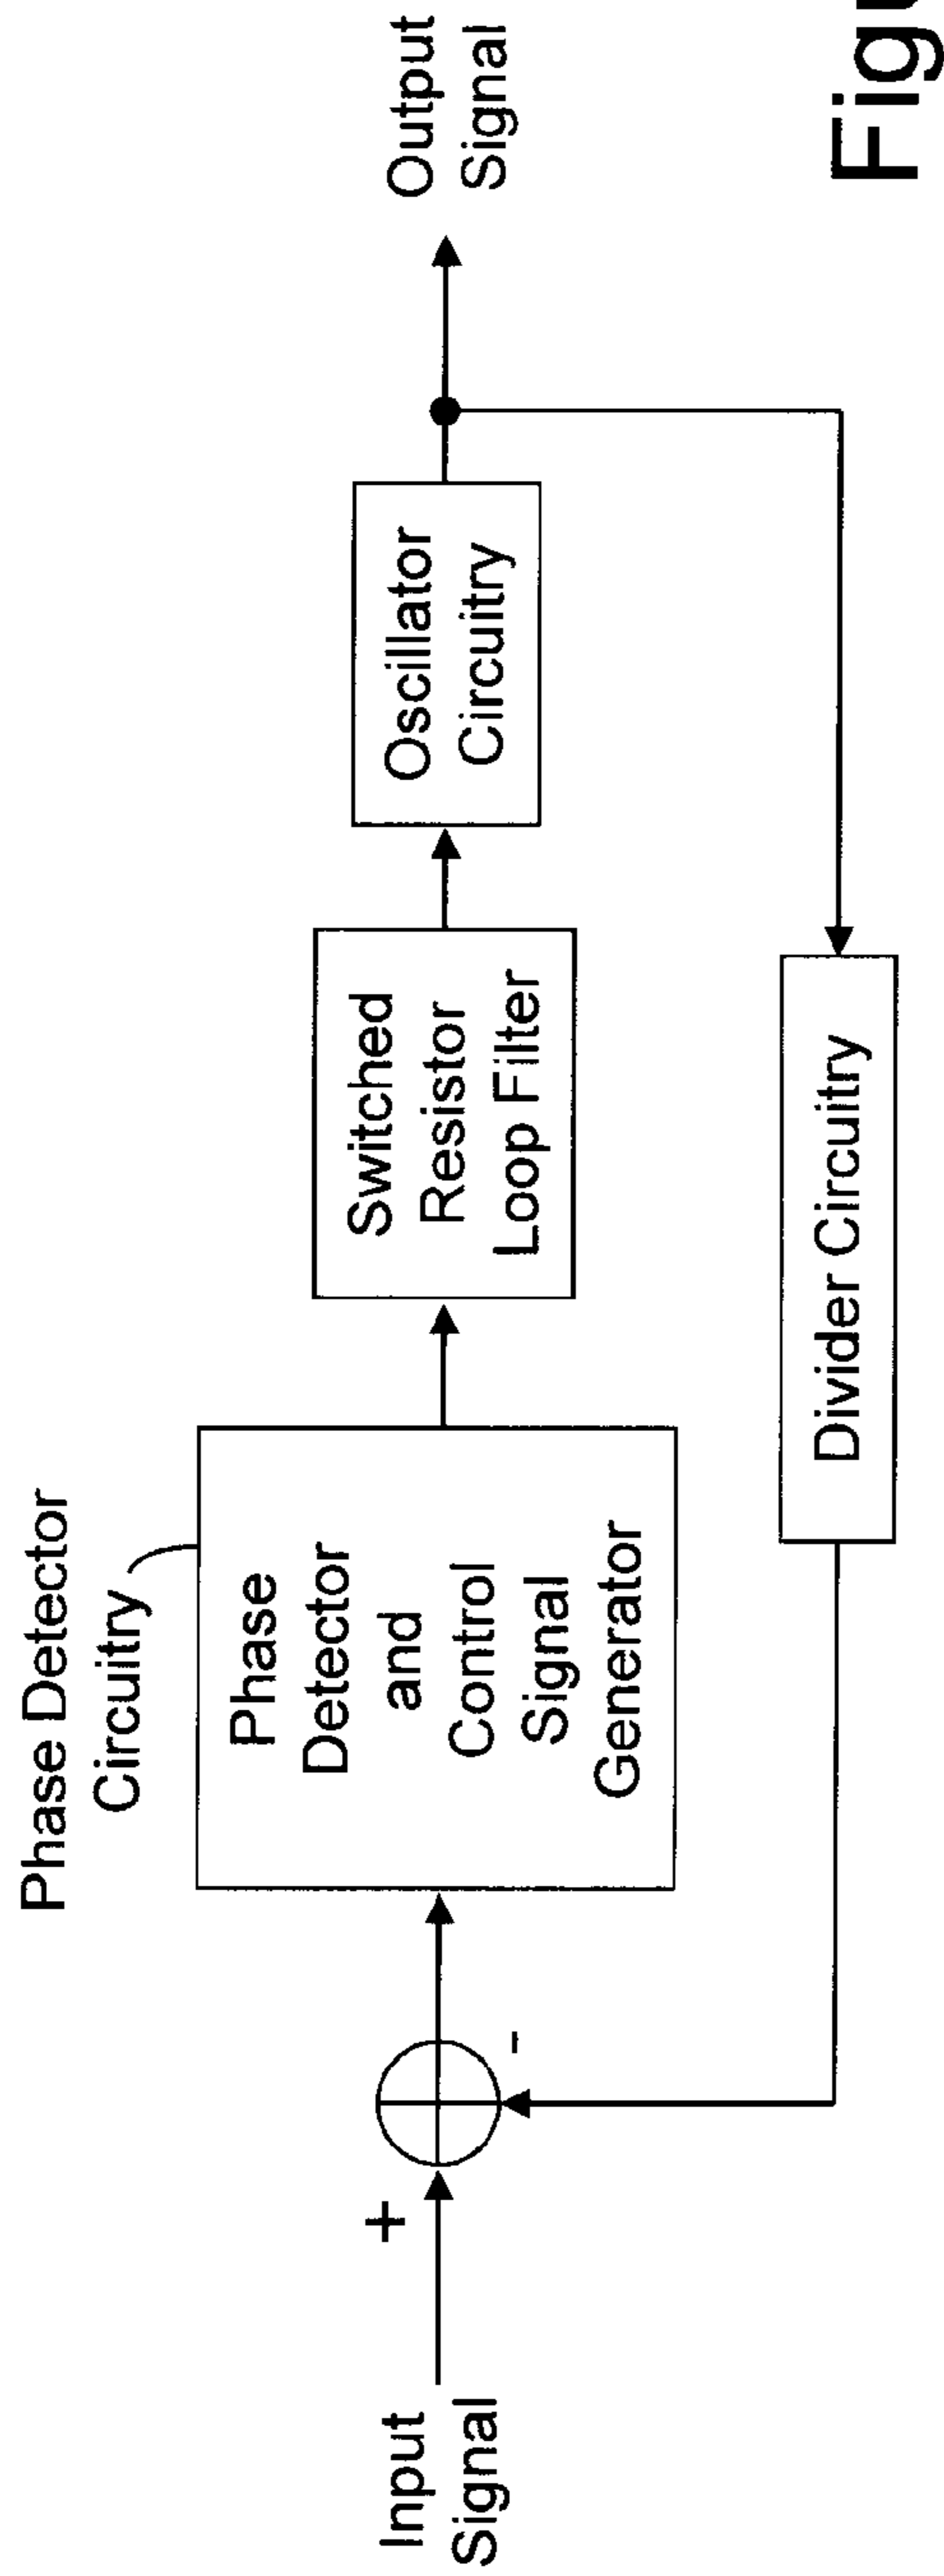 Phase Detector
Circuitry
Input
Signal
+
-
Phase
Detector
and
Control
Signal
Generator
Switched
Resistor
Loop Filter
Oscillator
Circuitry
Output
Signal
Divider Circuitry